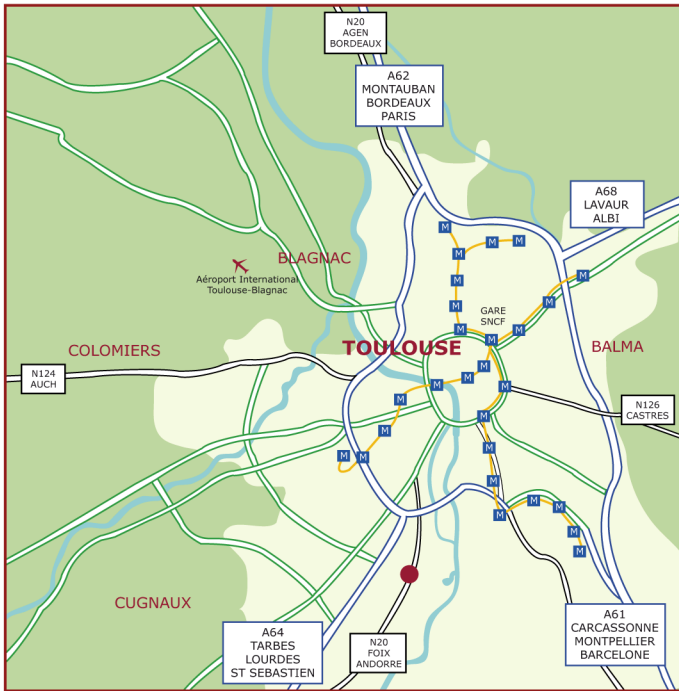 N20
AGEN
BORDEAUX
A62
MONTAUBAN
BORDEAUX
PARIS
A68
LAVAUR
ALBI
M
M
M
M
BLAGNAC
Aéroport International
Toulouse-Blagnac
M
M
M
M
GARE
SNCF
M
M
M
TOULOUSE
BALMA
COLOMIERS
N124
AUCH
M
M
M
M
M
N126
CASTRES
M
M
M
M
M
M
M
M
M
M
M
M
CUGNAUX
A64
TARBES
LOURDES
ST SEBASTIEN
N20
FOIX
ANDORRE
A61
CARCASSONNE
MONTPELLIER
BARCELONE